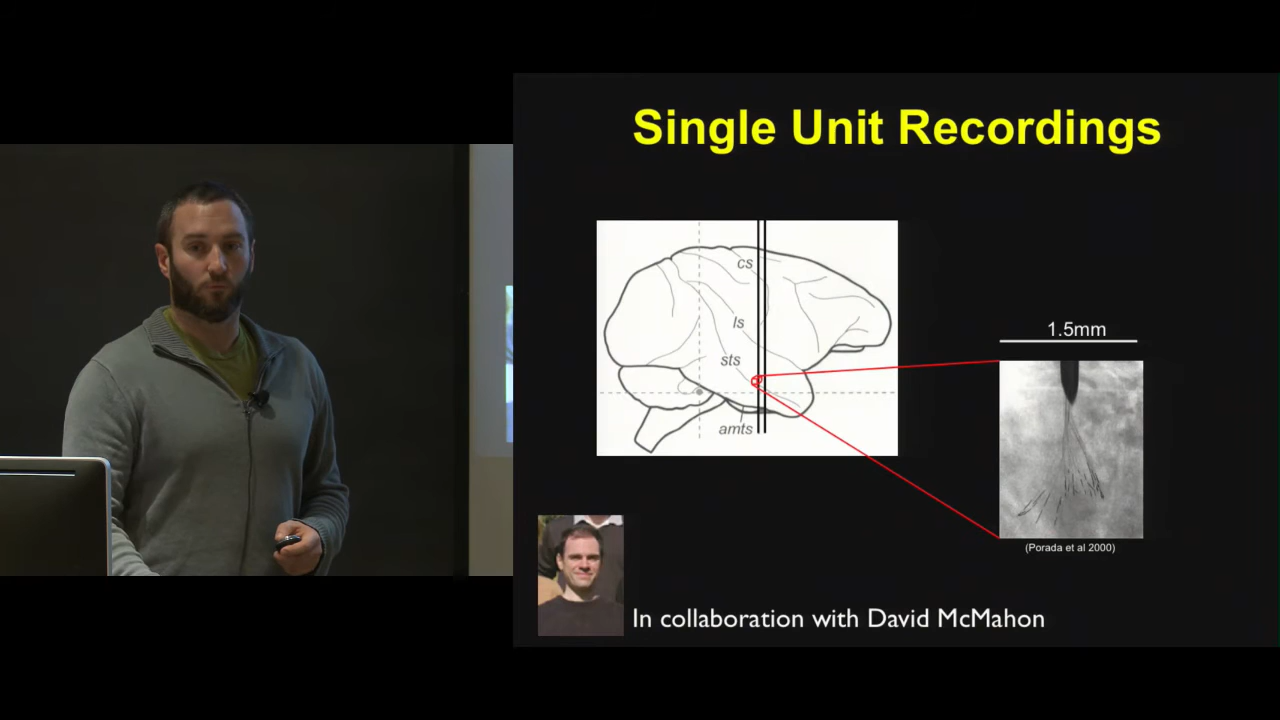 Single Unit Recordings
cs
ls
sts
amts
1.5mm
(Porada et al 2000)
In collaboration with David McMahon